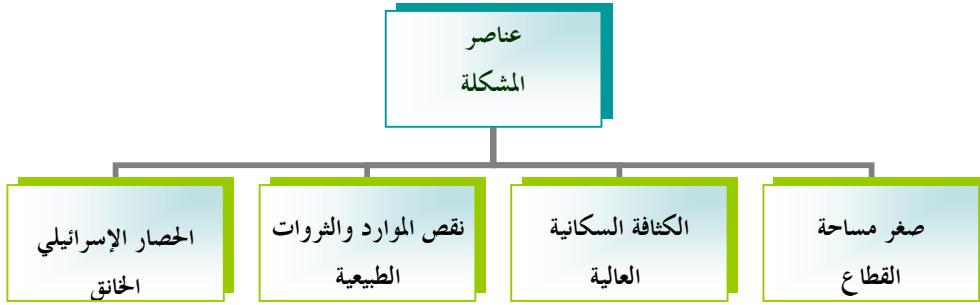 عناصر
المشكلة
صغر مساحة
القطاع
الكثافة السكانية
العالية
نقص الموارد والثروات
الطبيعية
الحصار الإسرائيلي
الخانق